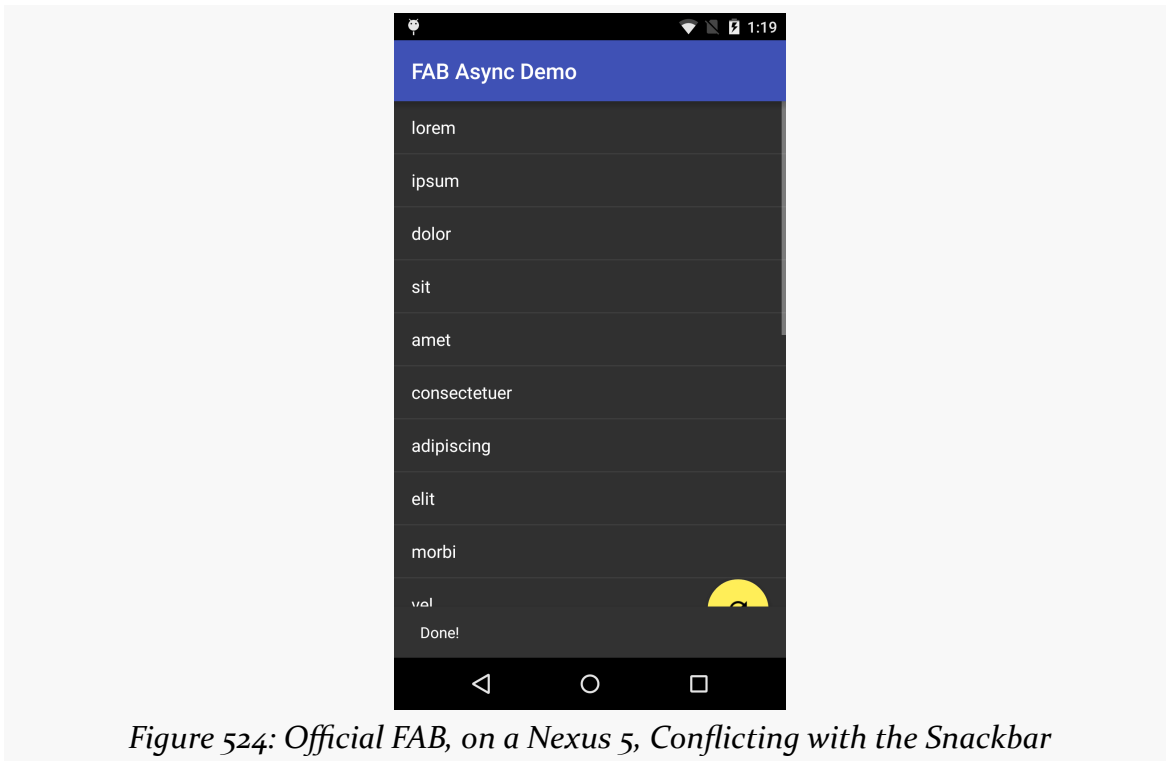 1:19
FAB Async Demo
lorem
ipsum
dolor
sit
amet
consectetuer
adipiscing
elit
morbi
vel
Done!
Figure 524: Official FAB, on a Nexus 5, Conflicting with the Snackbar